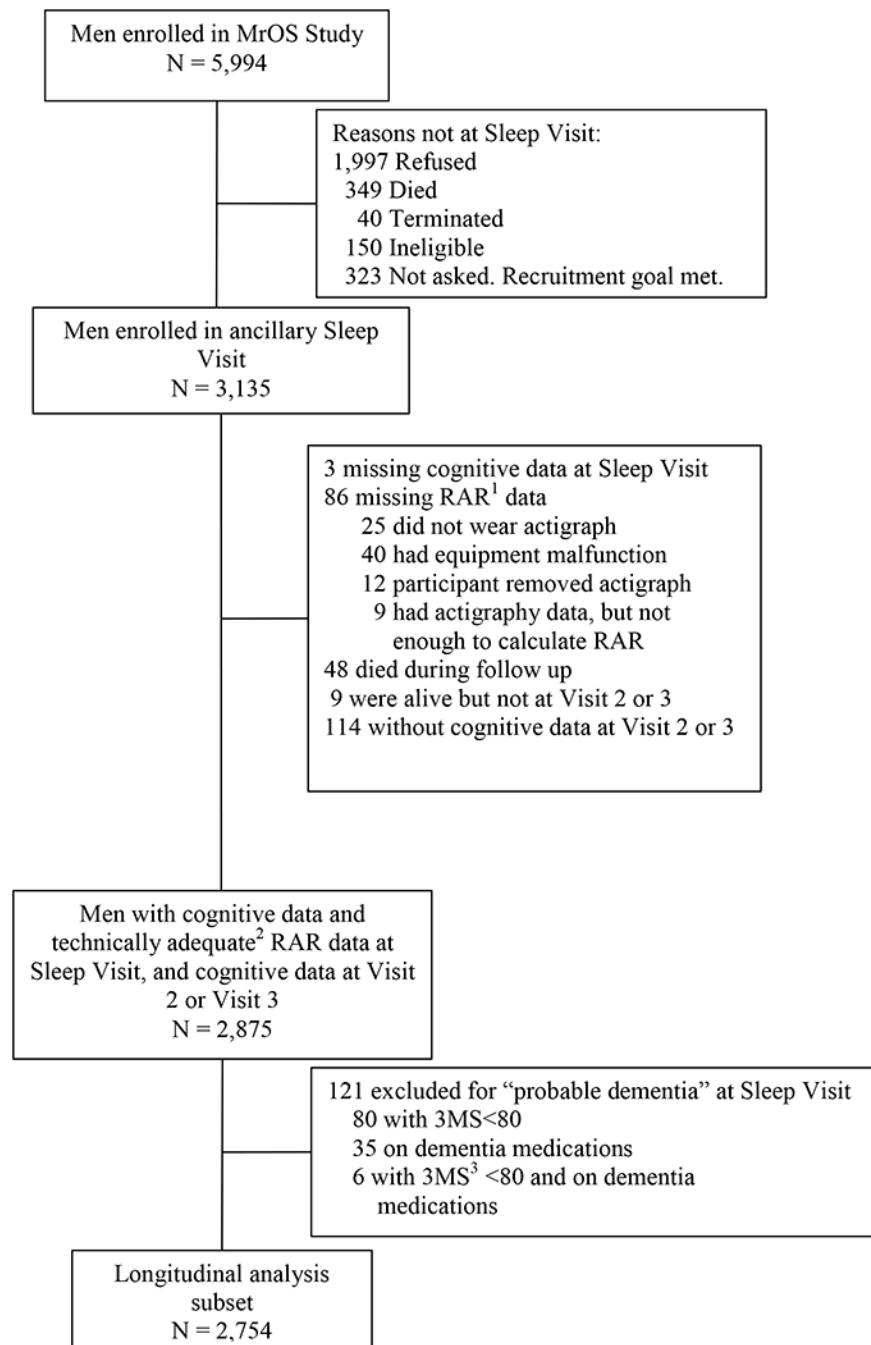 Men enrolled in MrOS Study
N = 5,994
Reasons not at Sleep Visit:
1,997 Refused
349 Died
40 Terminated
150 Ineligible
323 Not asked. Recruitment goal met.
Men enrolled in ancillary Sleep
Visit
N = 3,135
3 missing cognitive data at Sleep Visit
86 missing RAR¹ data
25 did not wear actigraph
40 had equipment malfunction
12 participant removed actigraph
9 had actigraphy data, but not
enough to calculate RAR
48 died during follow up
9 were alive but not at Visit 2 or 3
114 without cognitive data at Visit 2 or 3
Men with cognitive data and
technically adequate² RAR data at
Sleep Visit, and cognitive data at Visit
2 or Visit 3
N = 2,875
121 excluded for “probable dementia” at Sleep Visit
80 with 3MS<80
35 on dementia medications
6 with 3MS³ <80 and on dementia
medications
Longitudinal analysis
subset
N = 2,754